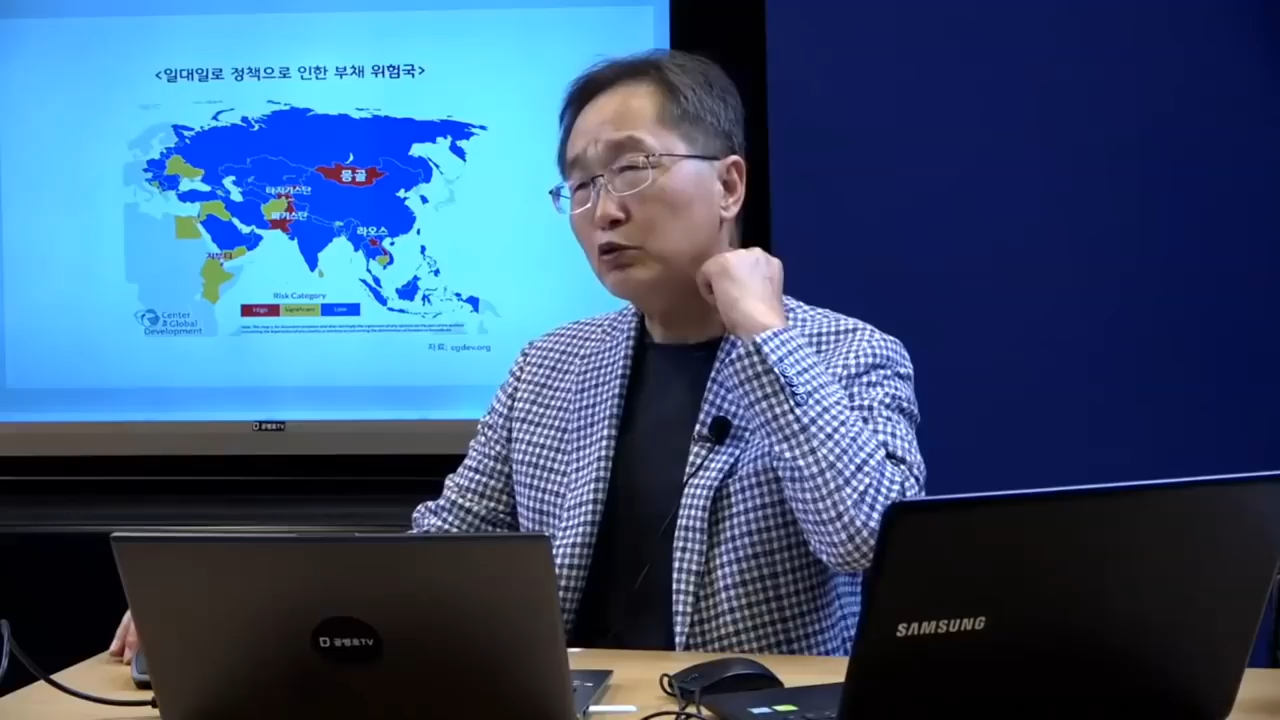 <일대일로 정책으로 인한 부채 위험국>
몽골
타지키스단
파키스단
라오스
지부티
Risk Category
High
Significant
Low
Center
for Global
Development
자료; cgdev.org
공병호TV
공병호TV
SAMSUNG